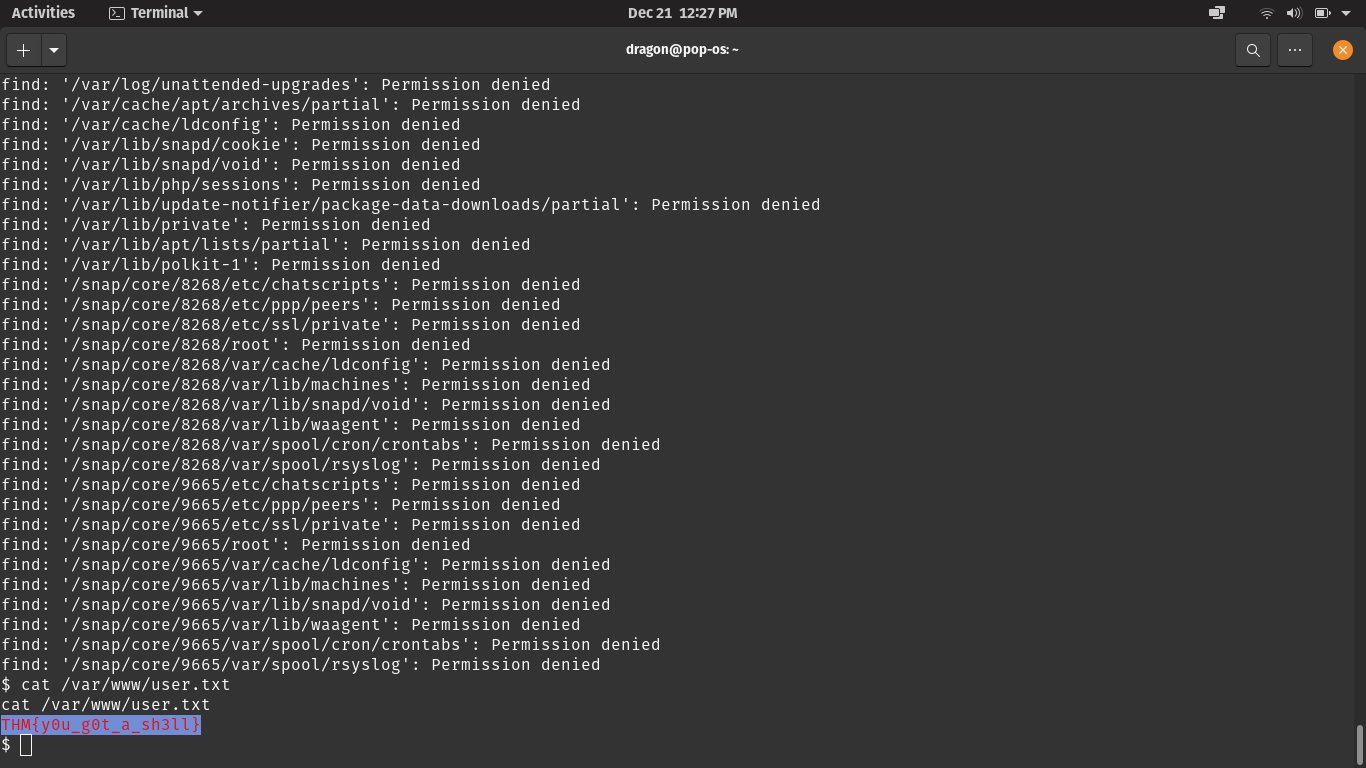 Activities
Terminal
Dec 21 12:27 PM
dragon@pop-os: ~
find: '/var/log/unattended-upgrades': Permission denied
find: '/var/cache/apt/archives/partial': Permission denied
find: '/var/cache/ldconfig': Permission denied
find: '/var/lib/snapd/cookie': Permission denied
find: '/var/lib/snapd/void': Permission denied
find: '/var/lib/php/sessions': Permission denied
find: '/var/lib/update-notifier/package-data-downloads/partial': Permission denied
find: '/var/lib/private': Permission denied
find: '/var/lib/apt/lists/partial': Permission denied
find: '/var/lib/polkit-1': Permission denied
find: '/snap/core/8268/etc/chatscripts': Permission denied
find: '/snap/core/8268/etc/ppp/peers': Permission denied
find: '/snap/core/8268/etc/ssl/private': Permission denied
find: '/snap/core/8268/root': Permission denied
find: '/snap/core/8268/var/cache/ldconfig': Permission denied
find: '/snap/core/8268/var/lib/machines': Permission denied
find: '/snap/core/8268/var/lib/snapd/void': Permission denied
find: '/snap/core/8268/var/lib/waagent': Permission denied
find: '/snap/core/8268/var/spool/cron/crontabs': Permission denied
find: '/snap/core/8268/var/spool/rsyslog': Permission denied
find: '/snap/core/9665/etc/chatscripts': Permission denied
find: '/snap/core/9665/etc/ppp/peers': Permission denied
find: '/snap/core/9665/etc/ssl/private': Permission denied
find: '/snap/core/9665/root': Permission denied
find: '/snap/core/9665/var/cache/ldconfig': Permission denied
find: '/snap/core/9665/var/lib/machines': Permission denied
find: '/snap/core/9665/var/lib/snapd/void': Permission denied
find: '/snap/core/9665/var/lib/waagent': Permission denied
find: '/snap/core/9665/var/spool/cron/crontabs': Permission denied
find: '/snap/core/9665/var/spool/rsyslog': Permission denied
$ cat /var/www/user.txt
cat /var/www/user.txt
THM{y0u_g0t_a_sh3ll}
$